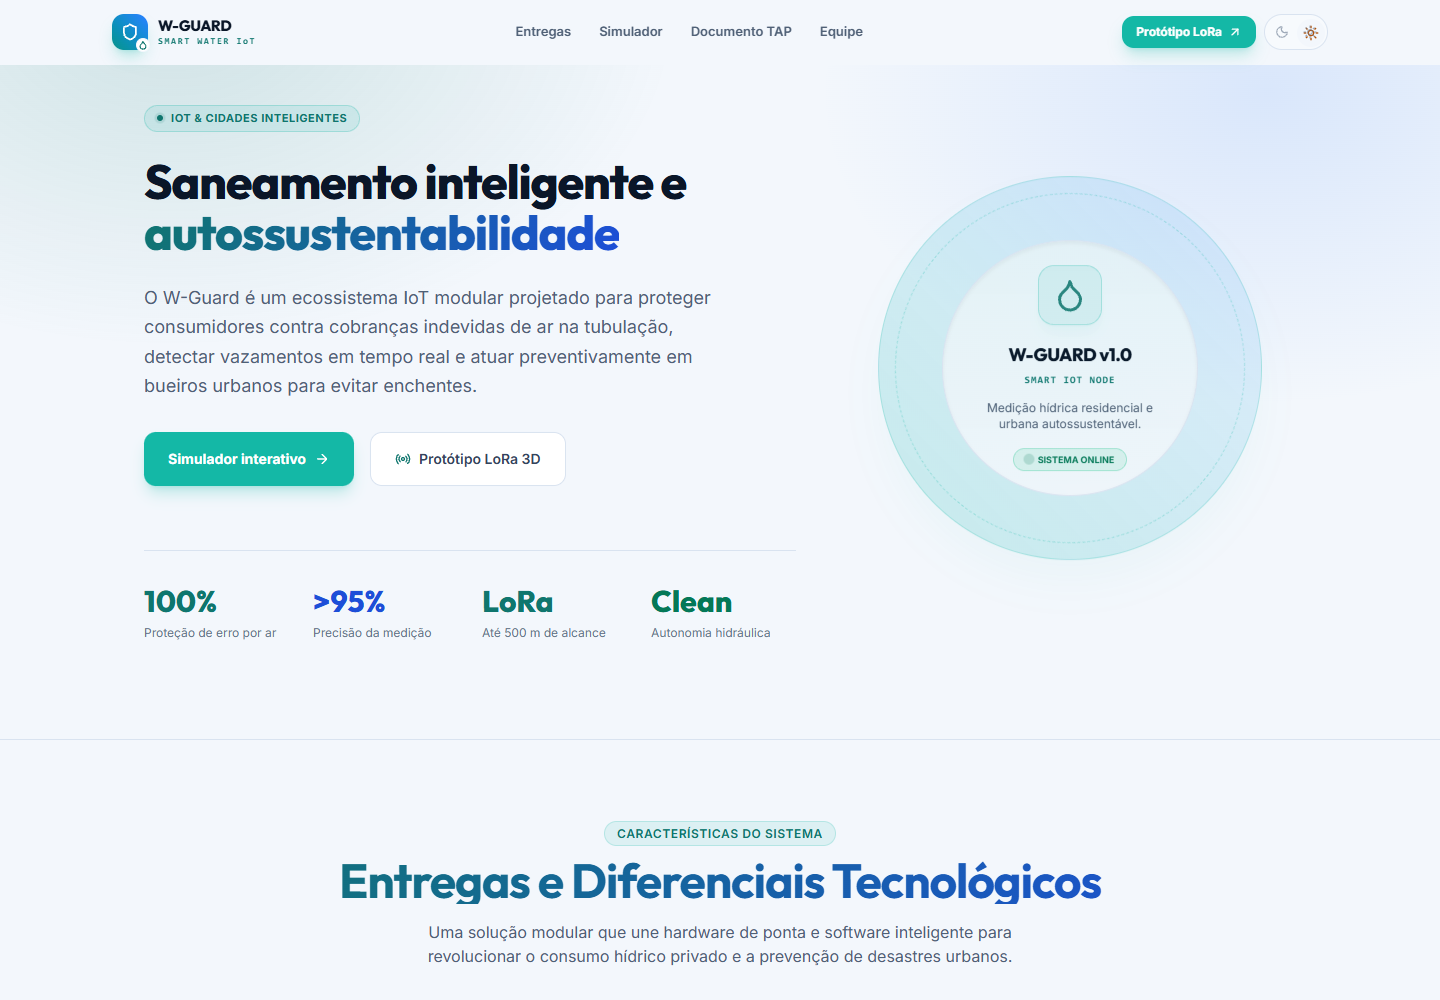 W-GUARD
SMART WATER IoT
Entregas
Simulador
Documento TAP
Equipe
Protótipo LoRa
IOT & CIDADES INTELIGENTES
Saneamento inteligente e
autossustentabilidade
O W-Guard é um ecossistema IoT modular projetado para proteger
consumidores contra cobranças indevidas de ar na tubulação,
detectar vazamentos em tempo real e atuar preventivamente em
bueiros urbanos para evitar enchentes.
Simulador interativo
Protótipo LoRa 3D
100%
Proteção de erro por ar
>95%
Precisão da medição
LoRa
Até 500 m de alcance
Clean
Autonomia hidráulica
W-GUARD v1.0
SMART IOT NODE
Medição hídrica residencial e
urbana autossustentável.
SISTEMA ONLINE
CARACTERÍSTICAS DO SISTEMA
Entregas e Diferenciais Tecnológicos
Uma solução modular que une hardware de ponta e software inteligente para
revolucionar o consumo hídrico privado e a prevenção de desastres urbanos.